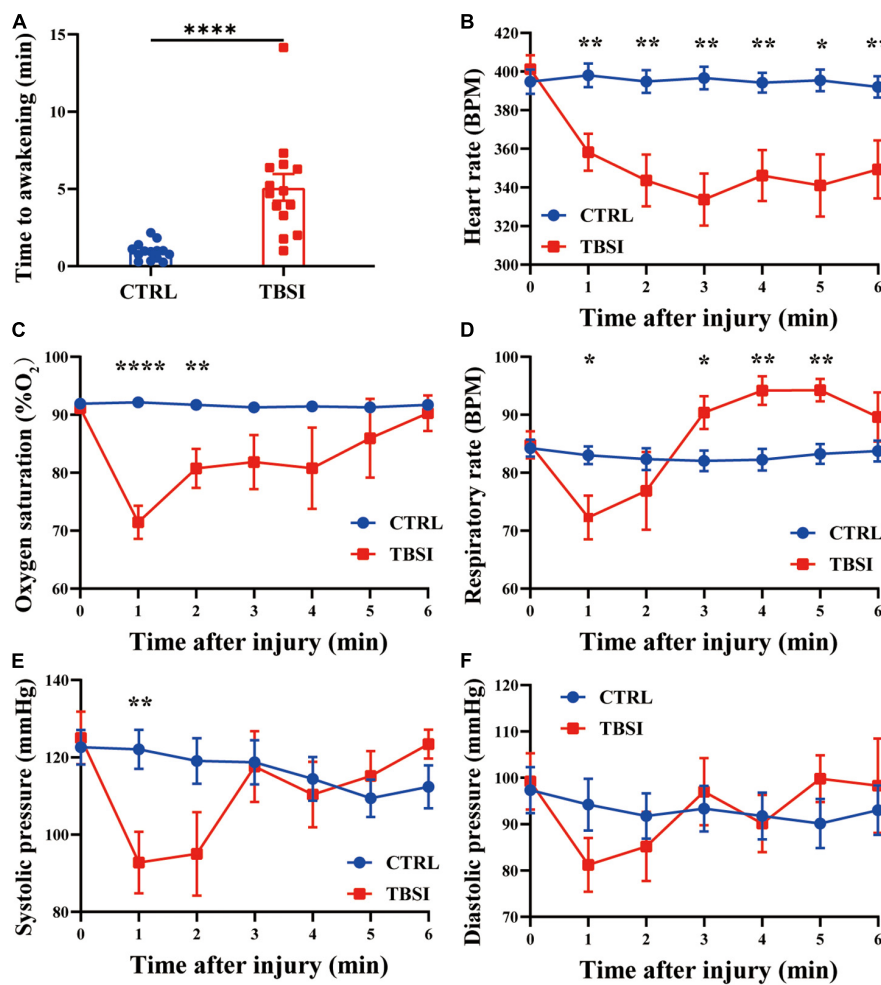 A
****
Time to awakening (min)
15
10
5
0
CTRL
TBSI
B
** ** ** ** * **
Heart rate (BPM)
420
400
380
360
340
320
300
CTRL
TBSI
0 1 2 3 4 5 6
Time after injury (min)
C
**** **
Oxygen saturation (%O₂)
100
90
80
70
60
CTRL
TBSI
0 1 2 3 4 5 6
Time after injury (min)
D
* * ** **
Respiratory rate (BPM)
100
90
80
70
60
CTRL
TBSI
0 1 2 3 4 5 6
Time after injury (min)
E
**
Systolic pressure (mmHg)
140
120
100
80
CTRL
TBSI
0 1 2 3 4 5 6
Time after injury (min)
F
Diastolic pressure (mmHg)
120
110
100
90
80
70
CTRL
TBSI
0 1 2 3 4 5 6
Time after injury (min)